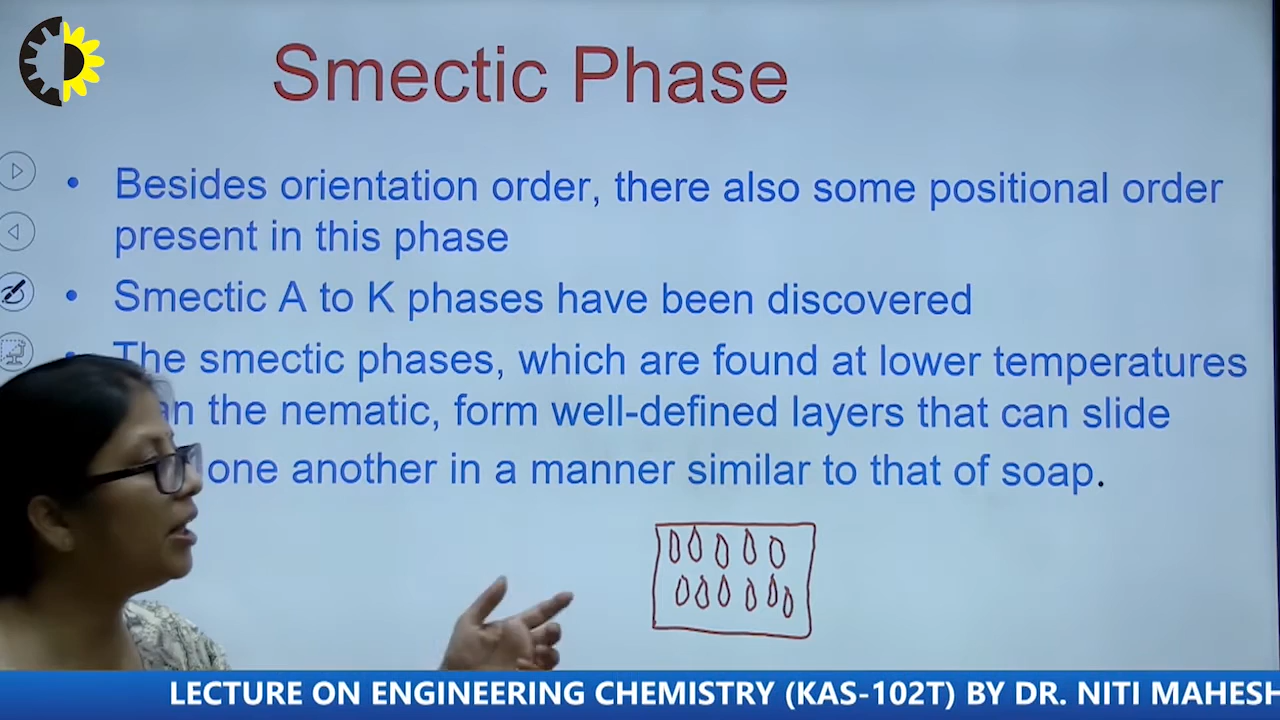 Smectic Phase
• Besides orientation order, there also some positional order
present in this phase
• Smectic A to K phases have been discovered
• The smectic phases, which are found at lower temperatures
the nematic, form well-defined layers that can slide
one another in a manner similar to that of soap.
LECTURE ON ENGINEERING CHEMISTRY (KAS-102T) BY DR. NITI MAHESH